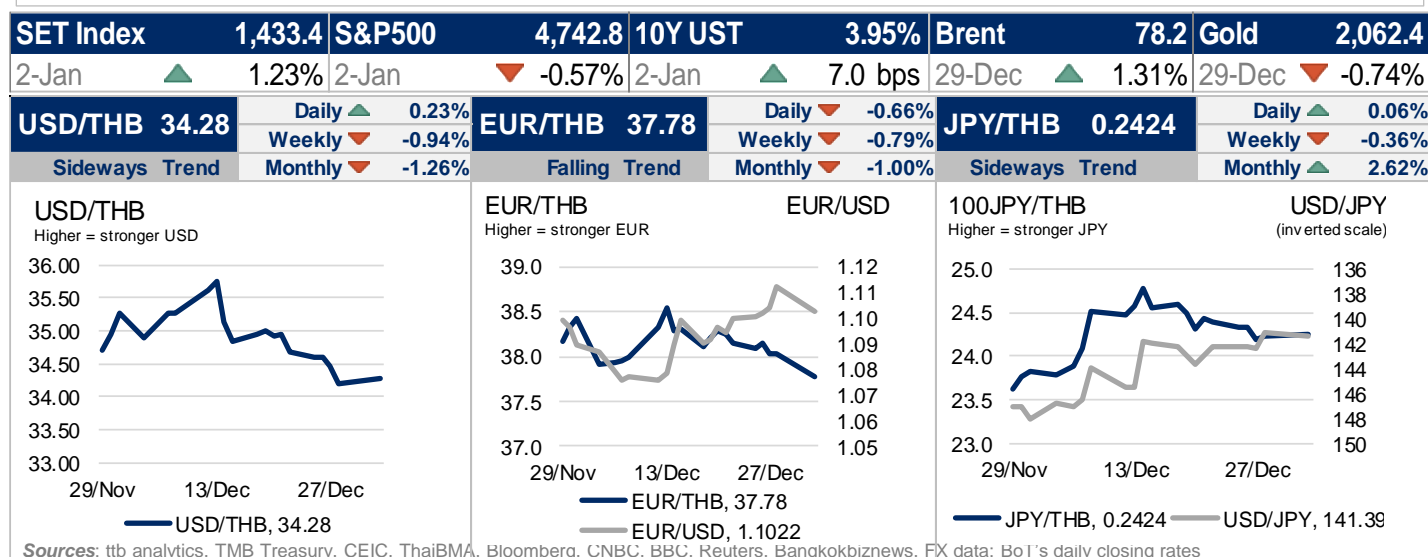 SET Index 1,433.4 S&P500 4,742.8 10Y UST 3.95% Brent 78.2 Gold 2,062.4
2-Jan 1.23% 2-Jan -0.57% 2-Jan 7.0 bps 29-Dec 1.31% 29-Dec -0.74%
USD/THB 34.28
Sideways Trend
Daily 0.23%
Weekly -0.94%
Monthly -1.26%
EUR/THB 37.78
Falling Trend
Daily -0.66%
Weekly -0.79%
Monthly -1.00%
JPY/THB 0.2424
Sideways Trend
Daily 0.06%
Weekly -0.36%
Monthly 2.62%
USD/THB
Higher = stronger USD
36.00
35.50
35.00
34.50
34.00
33.50
33.00
29/Nov 13/Dec 27/Dec
USD/THB, 34.28
EUR/THB EUR/USD
Higher = stronger EUR
39.0
38.5
38.0
37.5
37.0
1.12
1.11
1.10
1.09
1.08
1.07
1.06
1.05
29/Nov 13/Dec 27/Dec
EUR/THB, 37.78
EUR/USD, 1.1022
100JPY/THB USD/JPY
Higher = stronger JPY (inverted scale)
25.0
24.5
24.0
23.5
23.0
136
138
140
142
144
146
148
150
29/Nov 13/Dec 27/Dec
JPY/THB, 0.2424 USD/JPY, 141.39
Sources: ttb analytics, TMB Treasury, CEIC, ThaiBMA, Bloomberg, CNBC, BBC, Reuters, Bangkokbiznews, FX data: BoT's daily closing rates